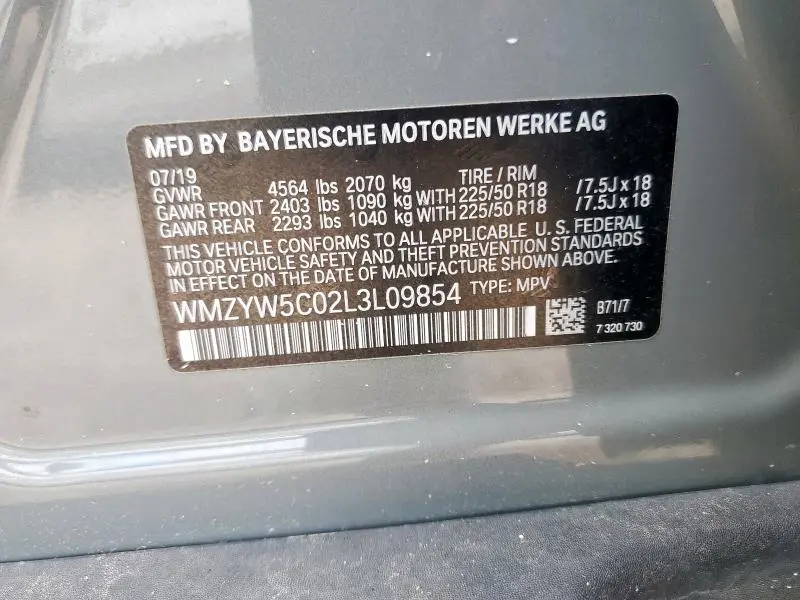 MFD BY BAYERISCHE MOTOREN WERKE AG
07/19 TIRE / RIM
GVWR 4564 lbs 2070 kg
GAWR FRONT 2403 lbs 1090 kg WITH 225/50 R18 /7.5J x 18
GAWR REAR 2293 lbs 1040 kg WITH 225/50 R18 /7.5J x 18
THIS VEHICLE CONFORMS TO ALL APPLICABLE U. S. FEDERAL
MOTOR VEHICLE SAFETY AND THEFT PREVENTION STANDARDS
IN EFFECT ON THE DATE OF MANUFACTURE SHOWN ABOVE.
WMZYW5C02L3L09854 TYPE: MPV
B71/7
7 320 730